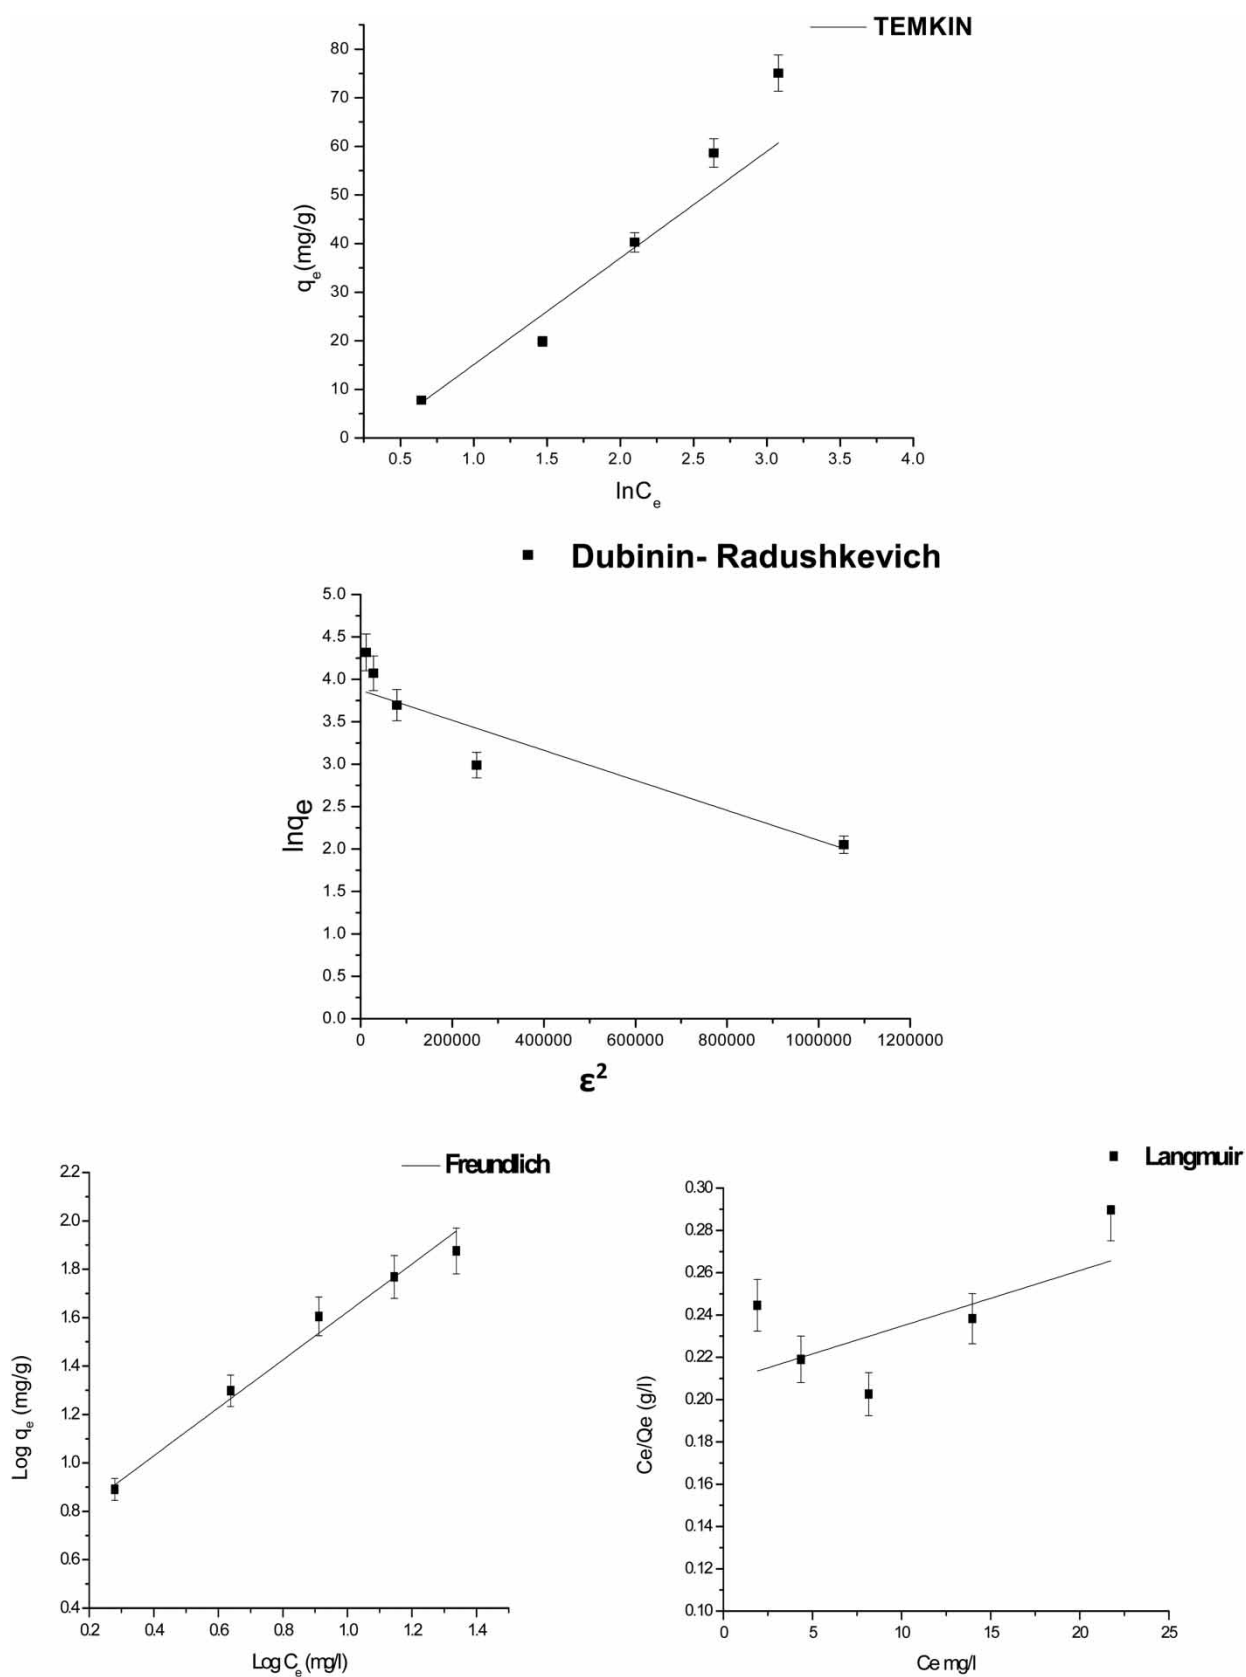 TEMKIN
80
70
60
50
40
30
20
10
0
qe(mg/g)
0.5 1.0 1.5 2.0 2.5 3.0 3.5 4.0
lnCe
Dubinin- Radushkevich
5.0
4.5
4.0
3.5
3.0
2.5
2.0
1.5
1.0
0.5
0.0
lnqe
0 200000 400000 600000 800000 1000000 1200000
ε²
Freundlich
2.2
2.0
1.8
1.6
1.4
1.2
1.0
0.8
0.6
0.4
Log qe (mg/g)
0.2 0.4 0.6 0.8 1.0 1.2 1.4
Log Ce (mg/l)
Langmuir
0.30
0.28
0.26
0.24
0.22
0.20
0.18
0.16
0.14
0.12
0.10
Ce/Qe (g/l)
0 5 10 15 20 25
Ce mg/l